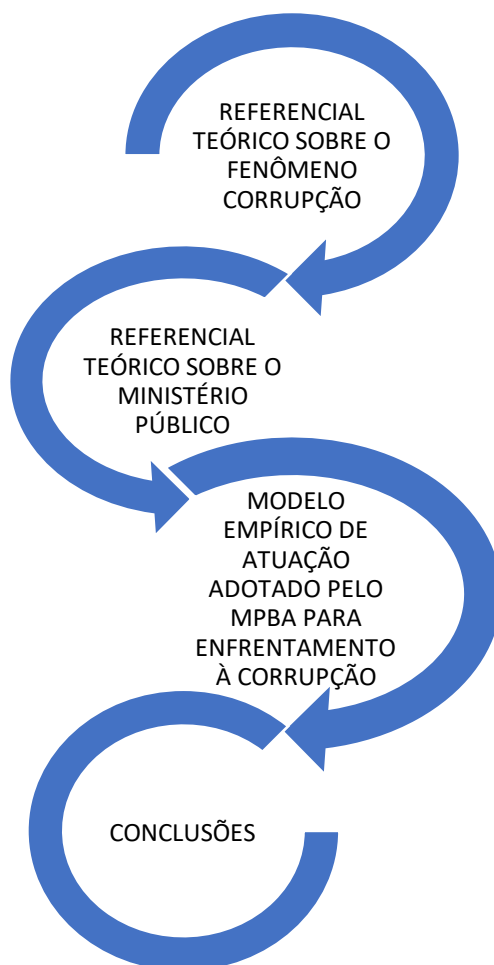 REFERENCIAL
TEÓRICO SOBRE O
FENÔMENO
CORRUPÇÃO
REFERENCIAL
TEÓRICO SOBRE O
MINISTÉRIO
PÚBLICO
MODELO
EMPÍRICO DE
ATUAÇÃO
ADOTADO PELO
MPBA PARA
ENFRENTAMENTO
À CORRUPÇÃO
CONCLUSÕES